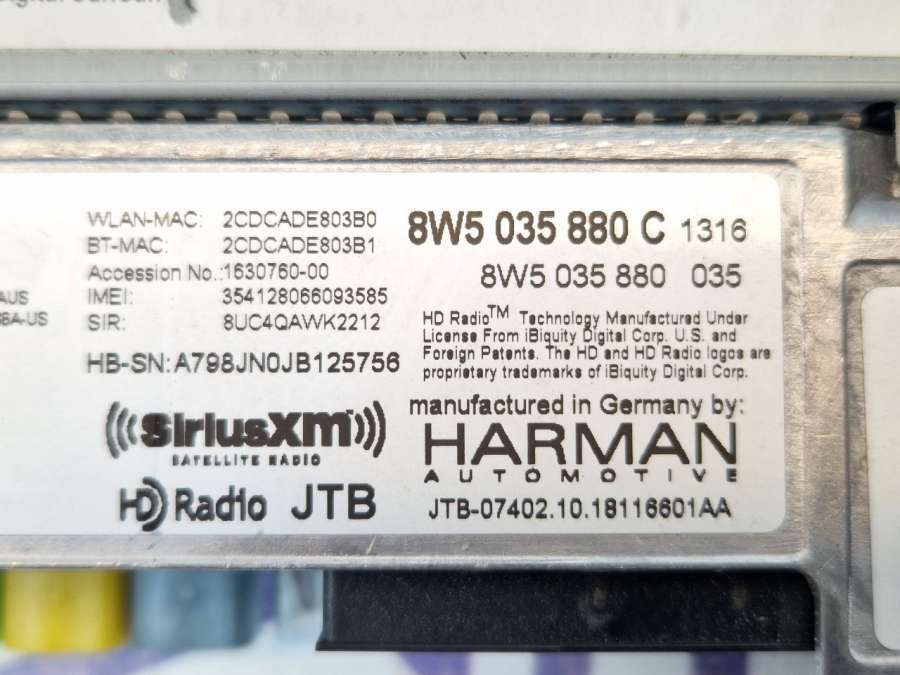 WLAN-MAC: 2CDCADE803B0
BT-MAC: 2CDCADE803B1
Accession No.:1630760-00
IMEI: 354128066093585
SIR: 8UC4QAWK2212
HB-SN:A798JN0JB125756
AUS
SiriusXM
SATELLITE RADIO
HD Radio JTB
8W5 035 880 C 1316
8W5 035 880 035
HD Radio™ Technology Manufactured Under
License From iBiquity Digital Corp. U.S. and
Foreign Patents. The HD and HD Radio logos are
proprietary trademarks of iBiquity Digital Corp.
manufactured in Germany by:
HARMAN
AUTOMOTIVE
JTB-07402.10.18116601AA